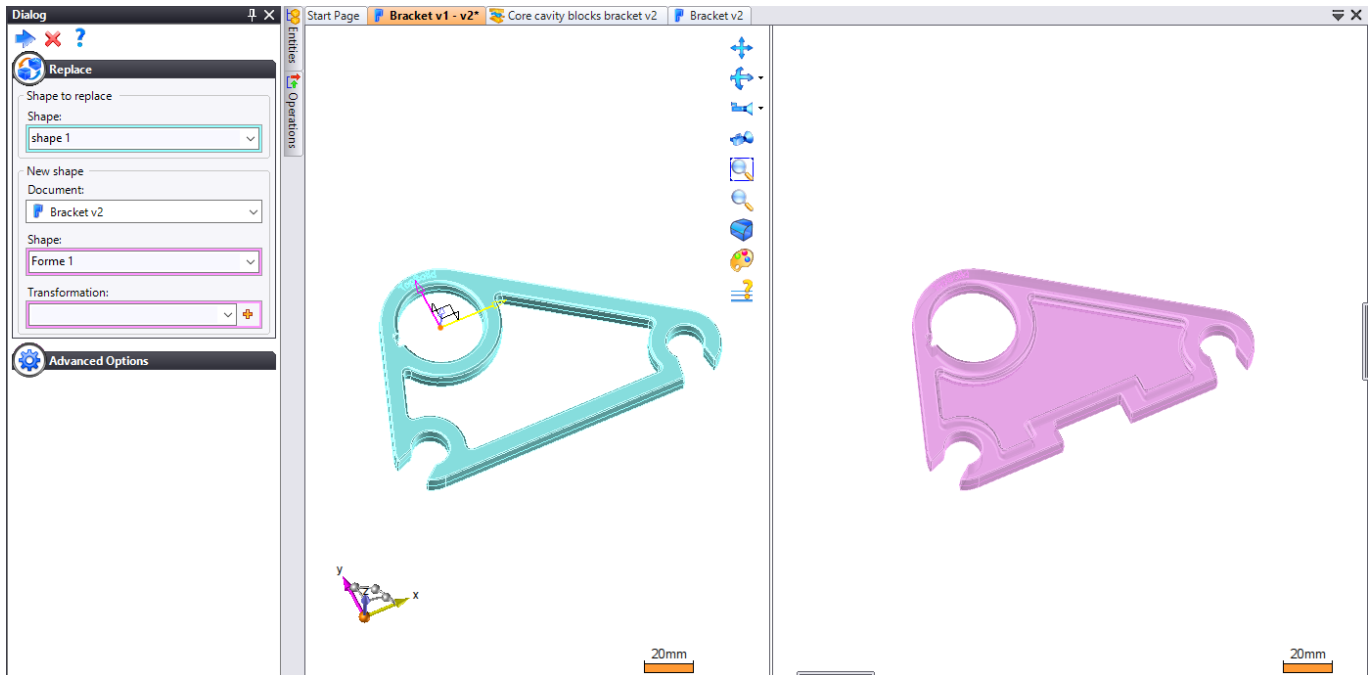 Dialog
Start Page
Bracket v1 - v2*
Core cavity blocks bracket v2
Bracket v2
Entities
Operations
Replace
Shape to replace
Shape:
shape 1
New shape
Document:
Bracket v2
Shape:
Forme 1
Transformation:
Advanced Options
y
z
x
20mm
20mm